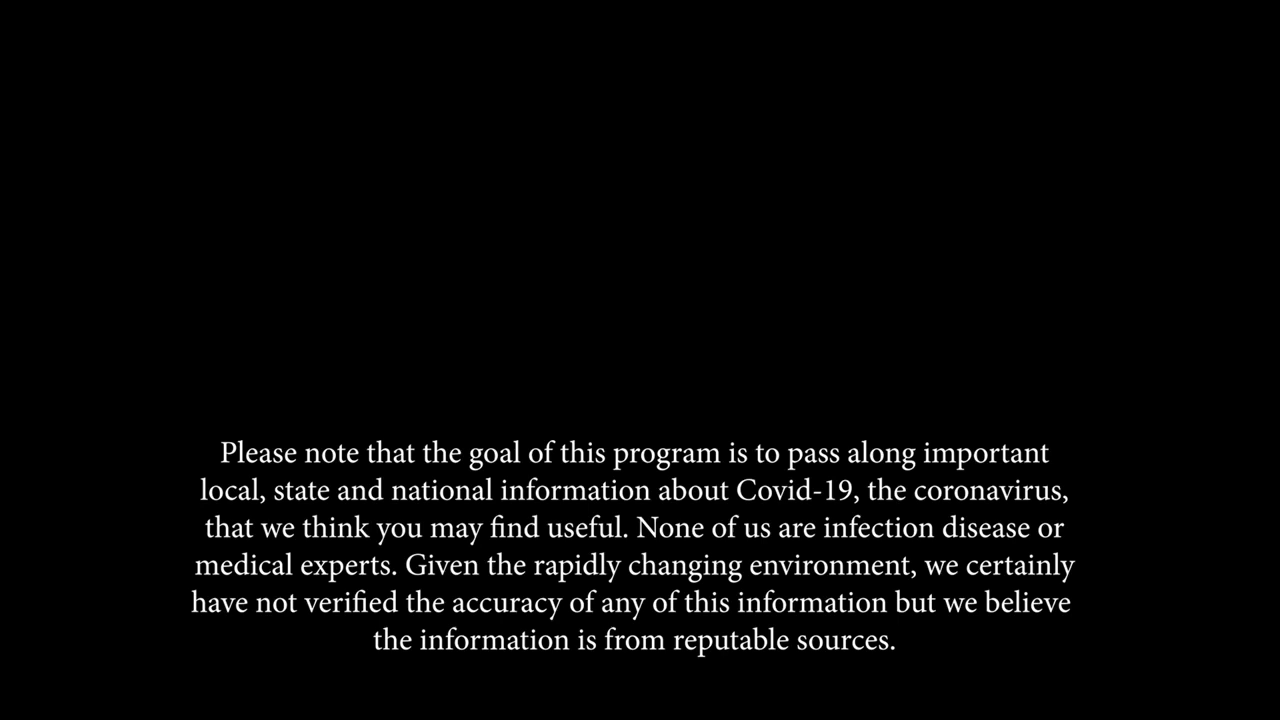 Please note that the goal of this program is to pass along important
local, state and national information about Covid-19, the coronavirus,
that we think you may find useful. None of us are infection disease or
medical experts. Given the rapidly changing environment, we certainly
have not verified the accuracy of any of this information but we believe
the information is from reputable sources.